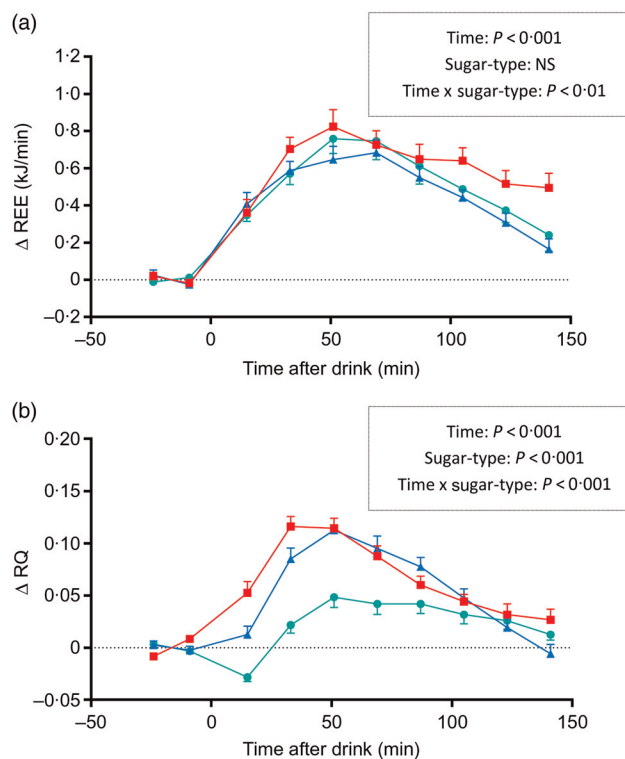 (a)
Time: P < 0·001
Sugar-type: NS
Time x sugar-type: P < 0·01
1·2
1·0
0·8
0·6
0·4
0·2
0
–0·2
Δ REE (kJ/min)
–50 0 50 100 150
Time after drink (min)
(b)
Time: P < 0·001
Sugar-type: P < 0·001
Time x sugar-type: P < 0·001
0·20
0·15
0·10
0·05
0
–0·05
Δ RQ
–50 0 50 100 150
Time after drink (min)